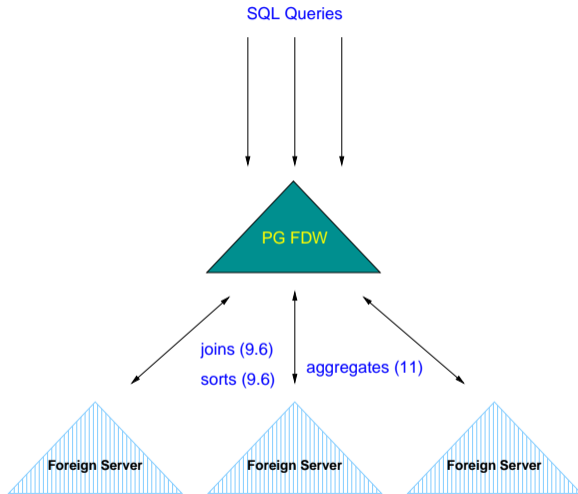 SQL Queries
PG FDW
joins (9.6)
sorts (9.6)
aggregates (11)
Foreign Server
Foreign Server
Foreign Server